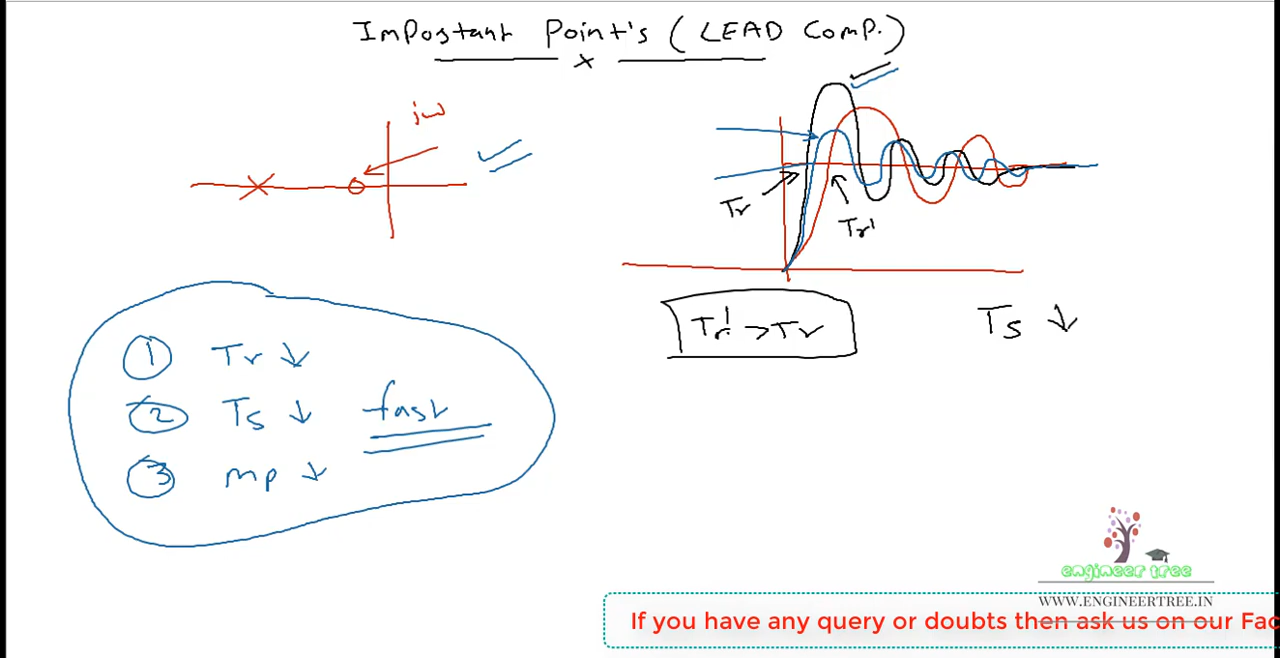 Important Point's (LEAD Comp.)
x
jω
Tr
Tr'
Tr' > Tr
Ts ↓
① Tr ↓
② Ts ↓ fast
③ mp ↓
engineer tree
WWW.ENGINEERTREE.IN
If you have any query or doubts then ask us on our Fac